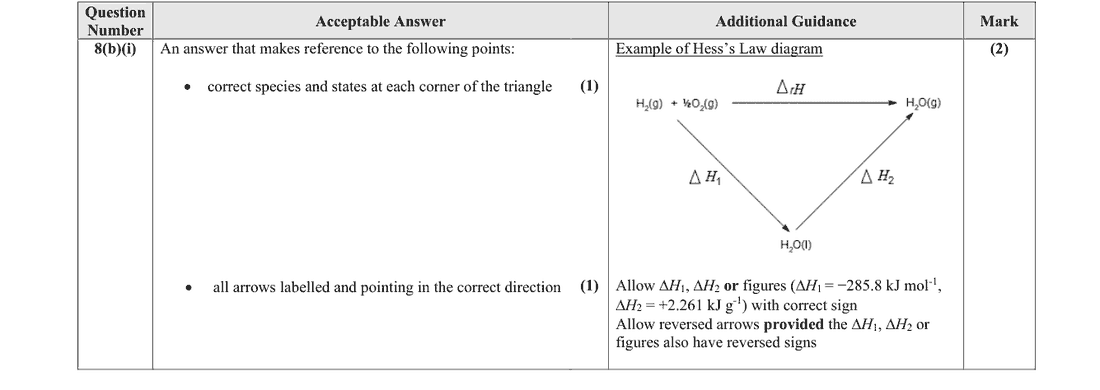 Question Number
Acceptable Answer
Additional Guidance
Mark
8(b)(i)
An answer that makes reference to the following points:
Example of Hess's Law diagram
(2)
• correct species and states at each corner of the triangle (1)
ΔfH
H₂(g) + ½O₂(g)
H₂O(g)
Δ H₁
Δ H₂
H₂O(l)
• all arrows labelled and pointing in the correct direction (1)
Allow ΔH₁, ΔH₂ or figures (ΔH₁ = −285.8 kJ mol⁻¹,
ΔH₂ = +2.261 kJ g⁻¹) with correct sign
Allow reversed arrows provided the ΔH₁, ΔH₂ or
figures also have reversed signs